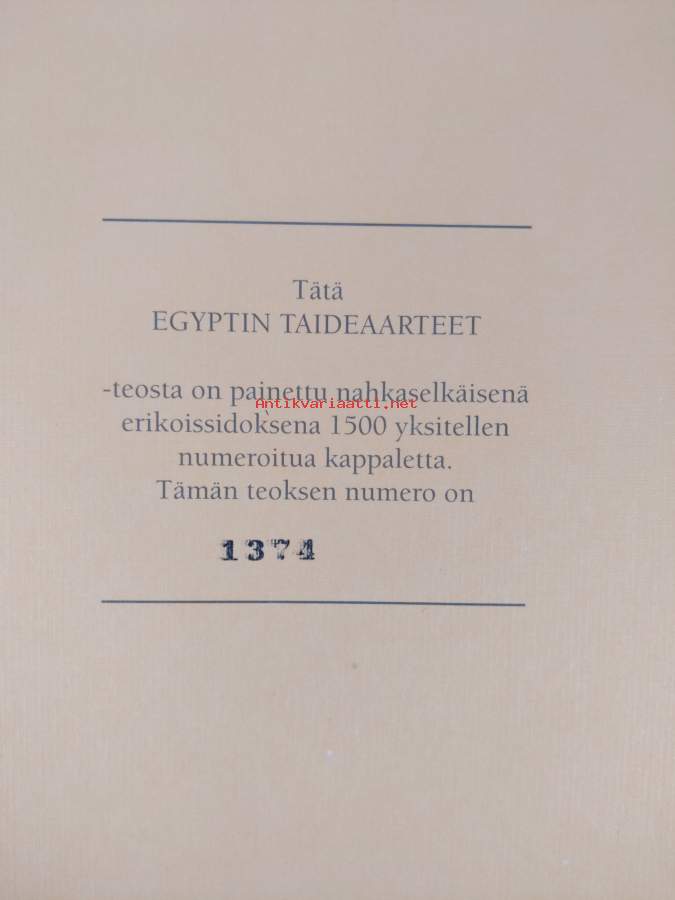 Tätä
EGYPTIN TAIDEAARTEET
-teosta on painettu nahkaselkäisenä
Antikvariaatti.net
erikoissidoksena 1500 yksitellen
numeroitua kappaletta.
Tämän teoksen numero on
1374